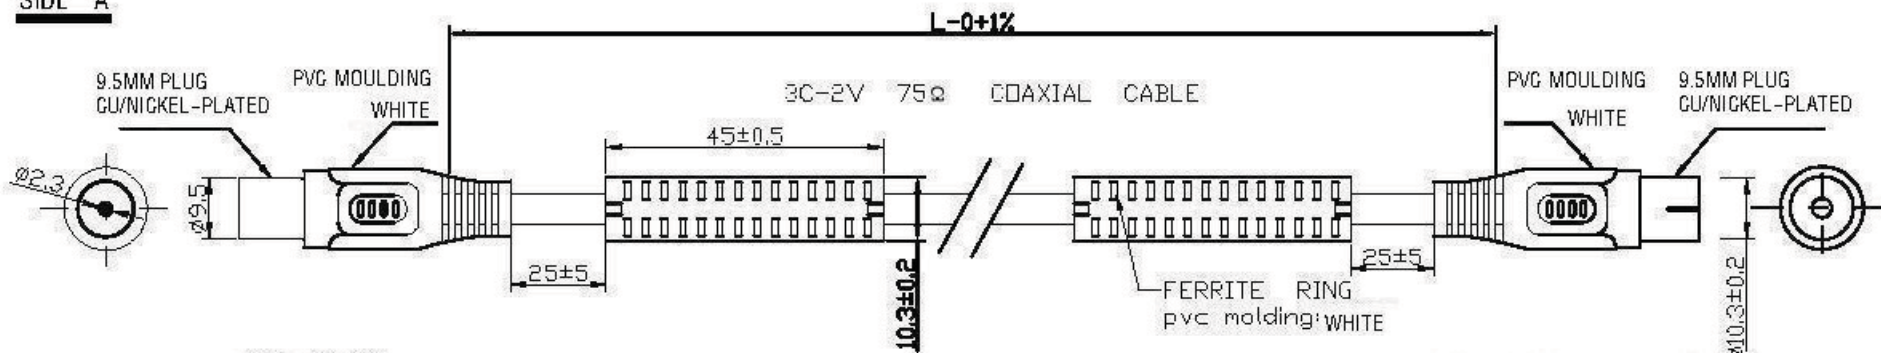 SIDE A
L-0+1%
9.5MM PLUG
CU/NICKEL-PLATED
PVC MOULDING
WHITE
3C-2V 75Ω COAXIAL CABLE
PVC MOULDING
WHITE
9.5MM PLUG
CU/NICKEL-PLATED
45±0.5
Ø2.3
Ø9.5
25±5
10.3±0.2
25±5
Ø10.3±0.2
FERRITE RING
pvc molding: WHITE